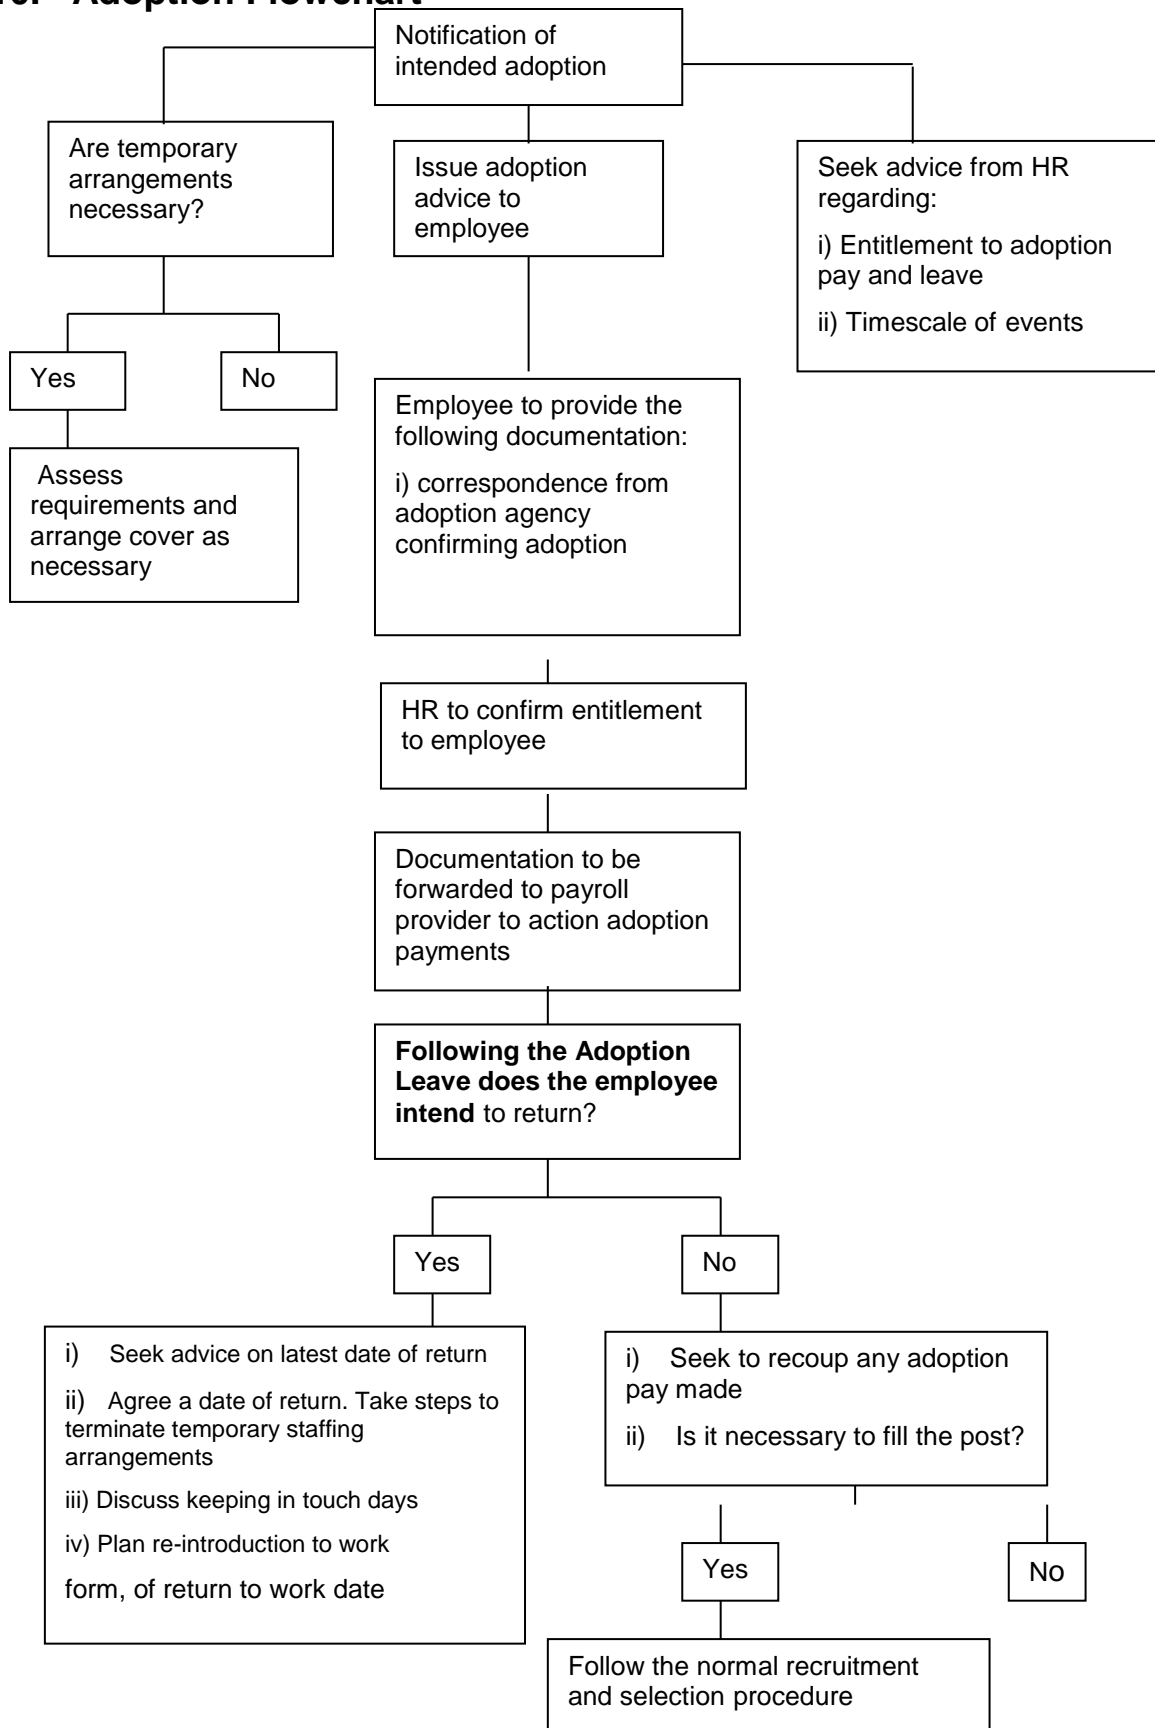 Adoption Flowchart
Notification of
intended adoption
Are temporary
arrangements
necessary?
Issue adoption
advice to
employee
Seek advice from HR
regarding:
i) Entitlement to adoption
pay and leave
ii) Timescale of events
Yes
No
Assess
requirements and
arrange cover as
necessary
Employee to provide the
following documentation:
i) correspondence from
adoption agency
confirming adoption
HR to confirm entitlement
to employee
Documentation to be
forwarded to payroll
provider to action adoption
payments
Following the Adoption
Leave does the employee
intend to return?
Yes
No
i) Seek advice on latest date of return
ii) Agree a date of return. Take steps to
terminate temporary staffing
arrangements
iii) Discuss keeping in touch days
iv) Plan re-introduction to work
form, of return to work date
i) Seek to recoup any adoption
pay made
ii) Is it necessary to fill the post?
Yes
No
Follow the normal recruitment
and selection procedure